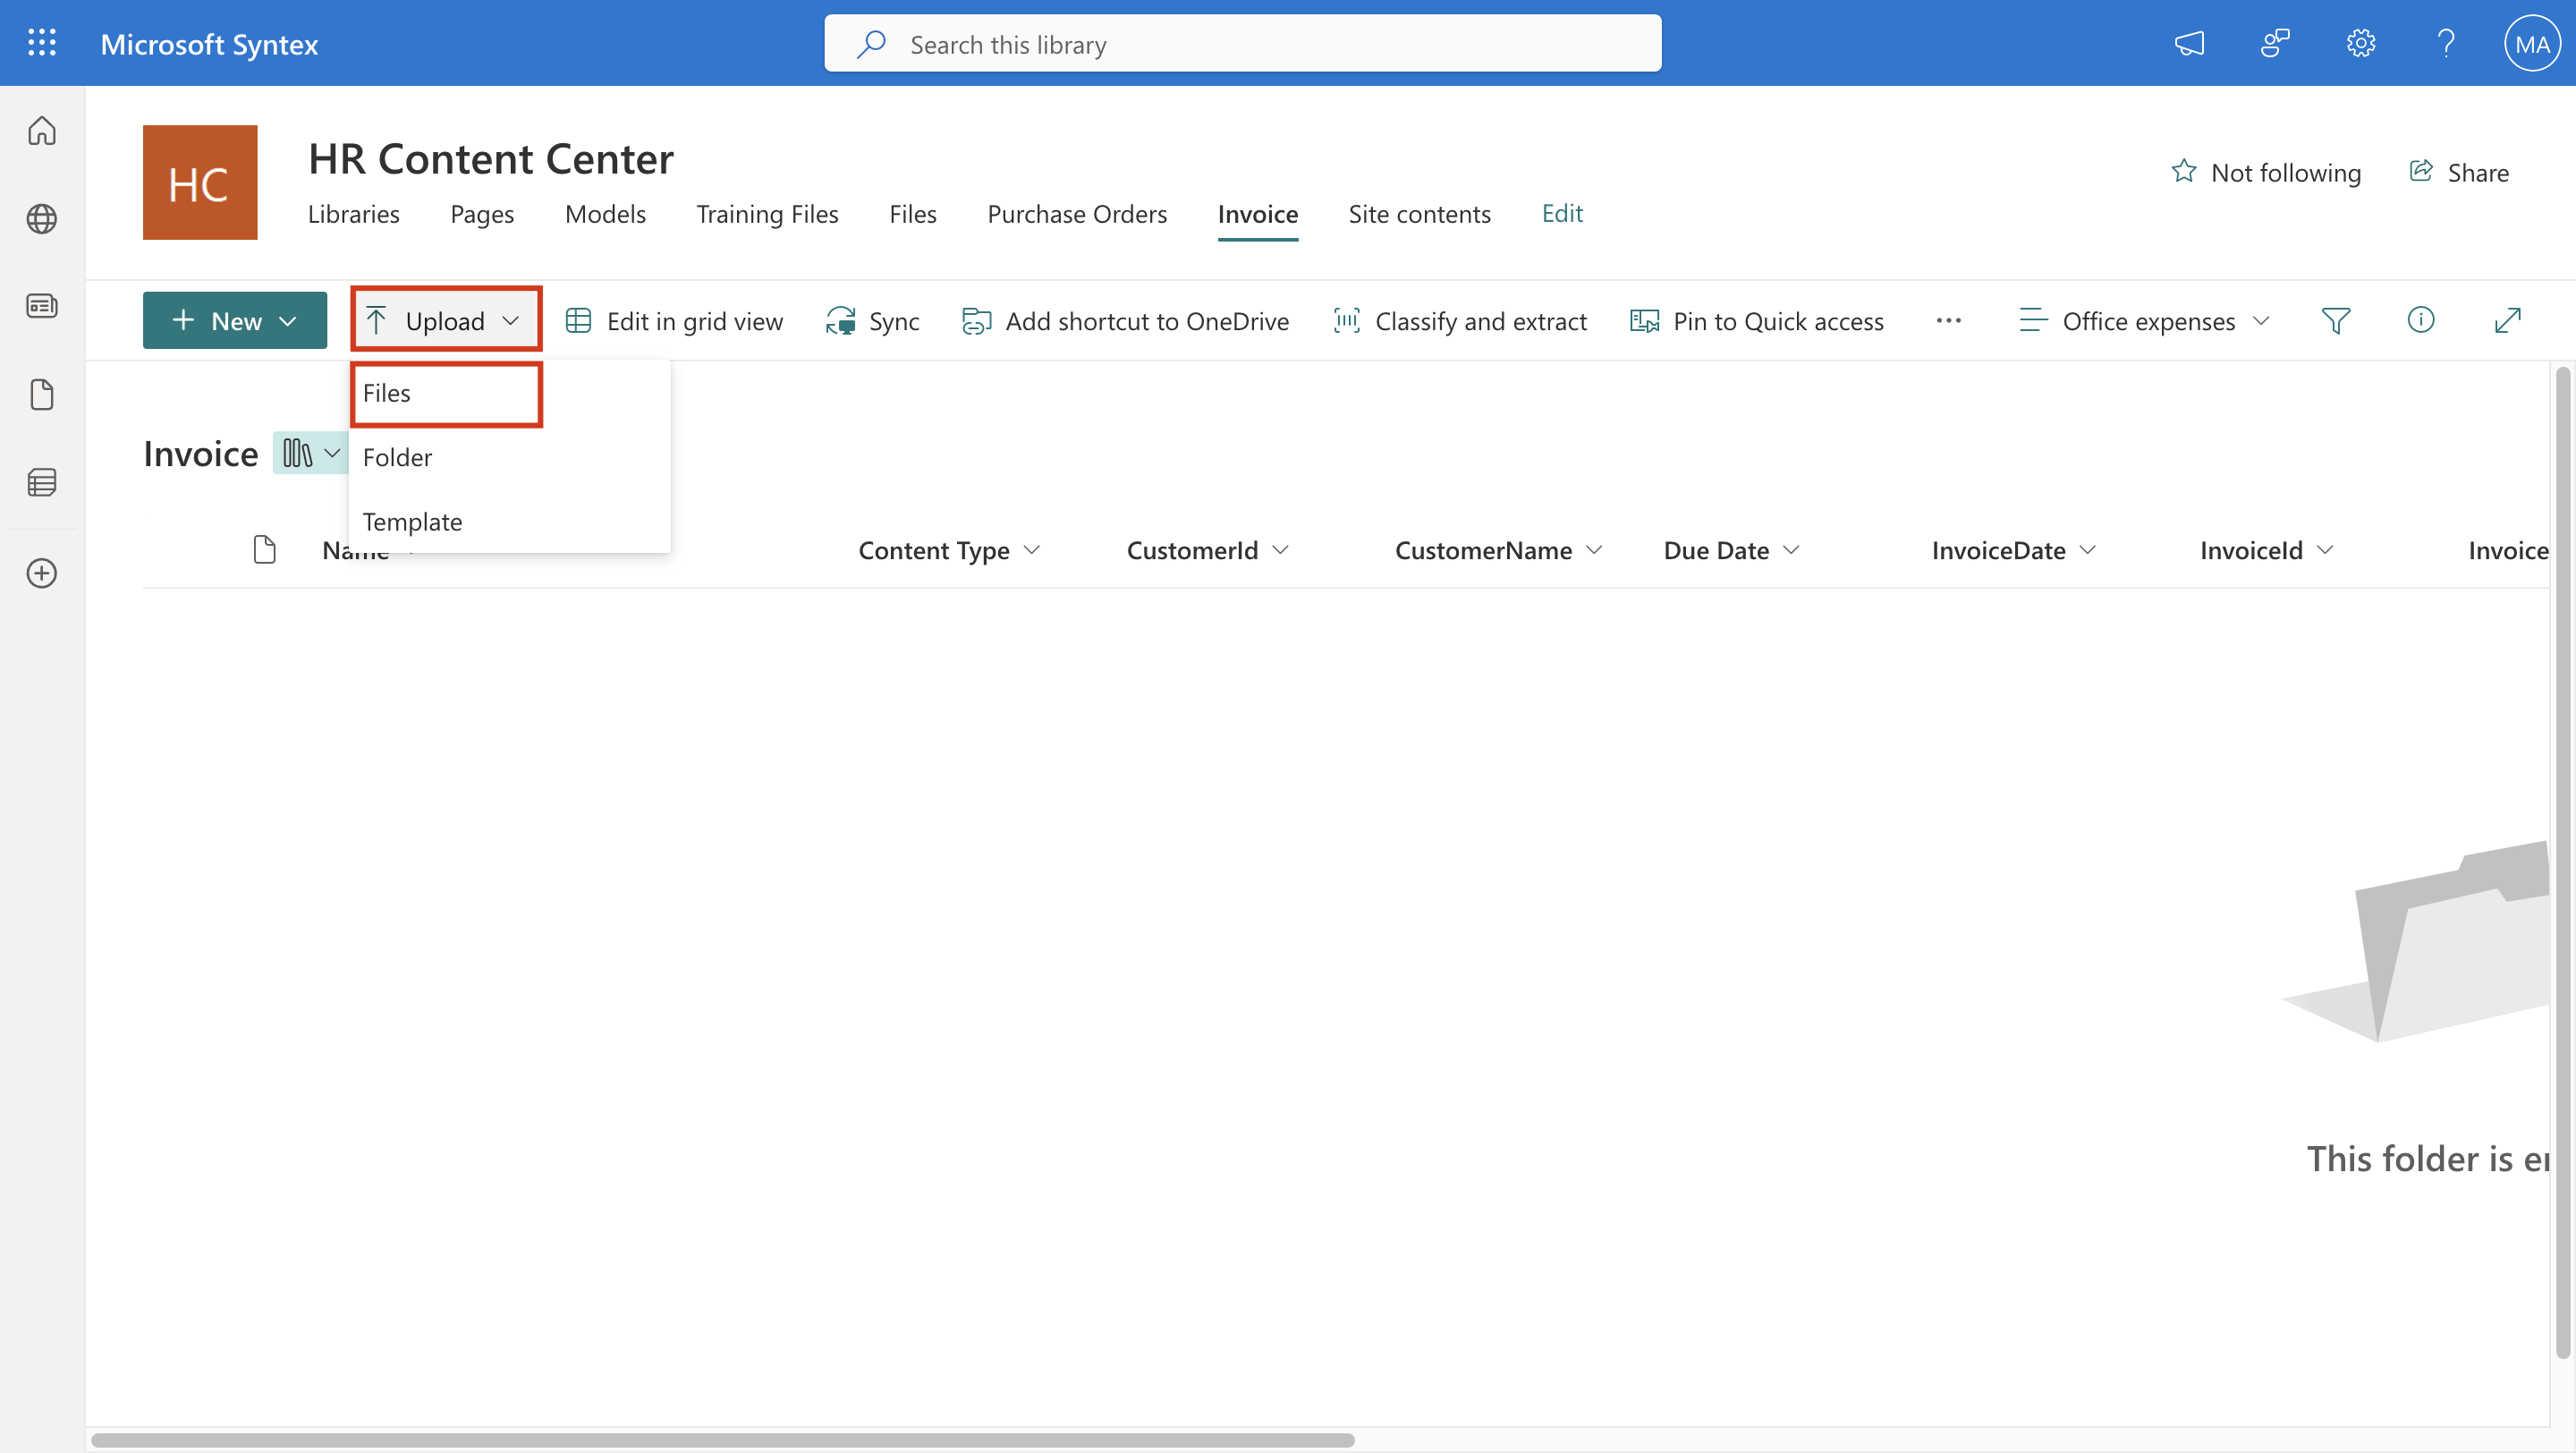 Microsoft Syntex
Search this library
MA
HC
HR Content Center
Libraries Pages Models Training Files Files Purchase Orders Invoice Site contents Edit
Not following Share
New Upload Edit in grid view Sync Add shortcut to OneDrive Classify and extract Pin to Quick access ... Office expenses
Files
Folder
Template
Invoice
Name Content Type CustomerId CustomerName Due Date InvoiceDate InvoiceId Invoice
This folder is